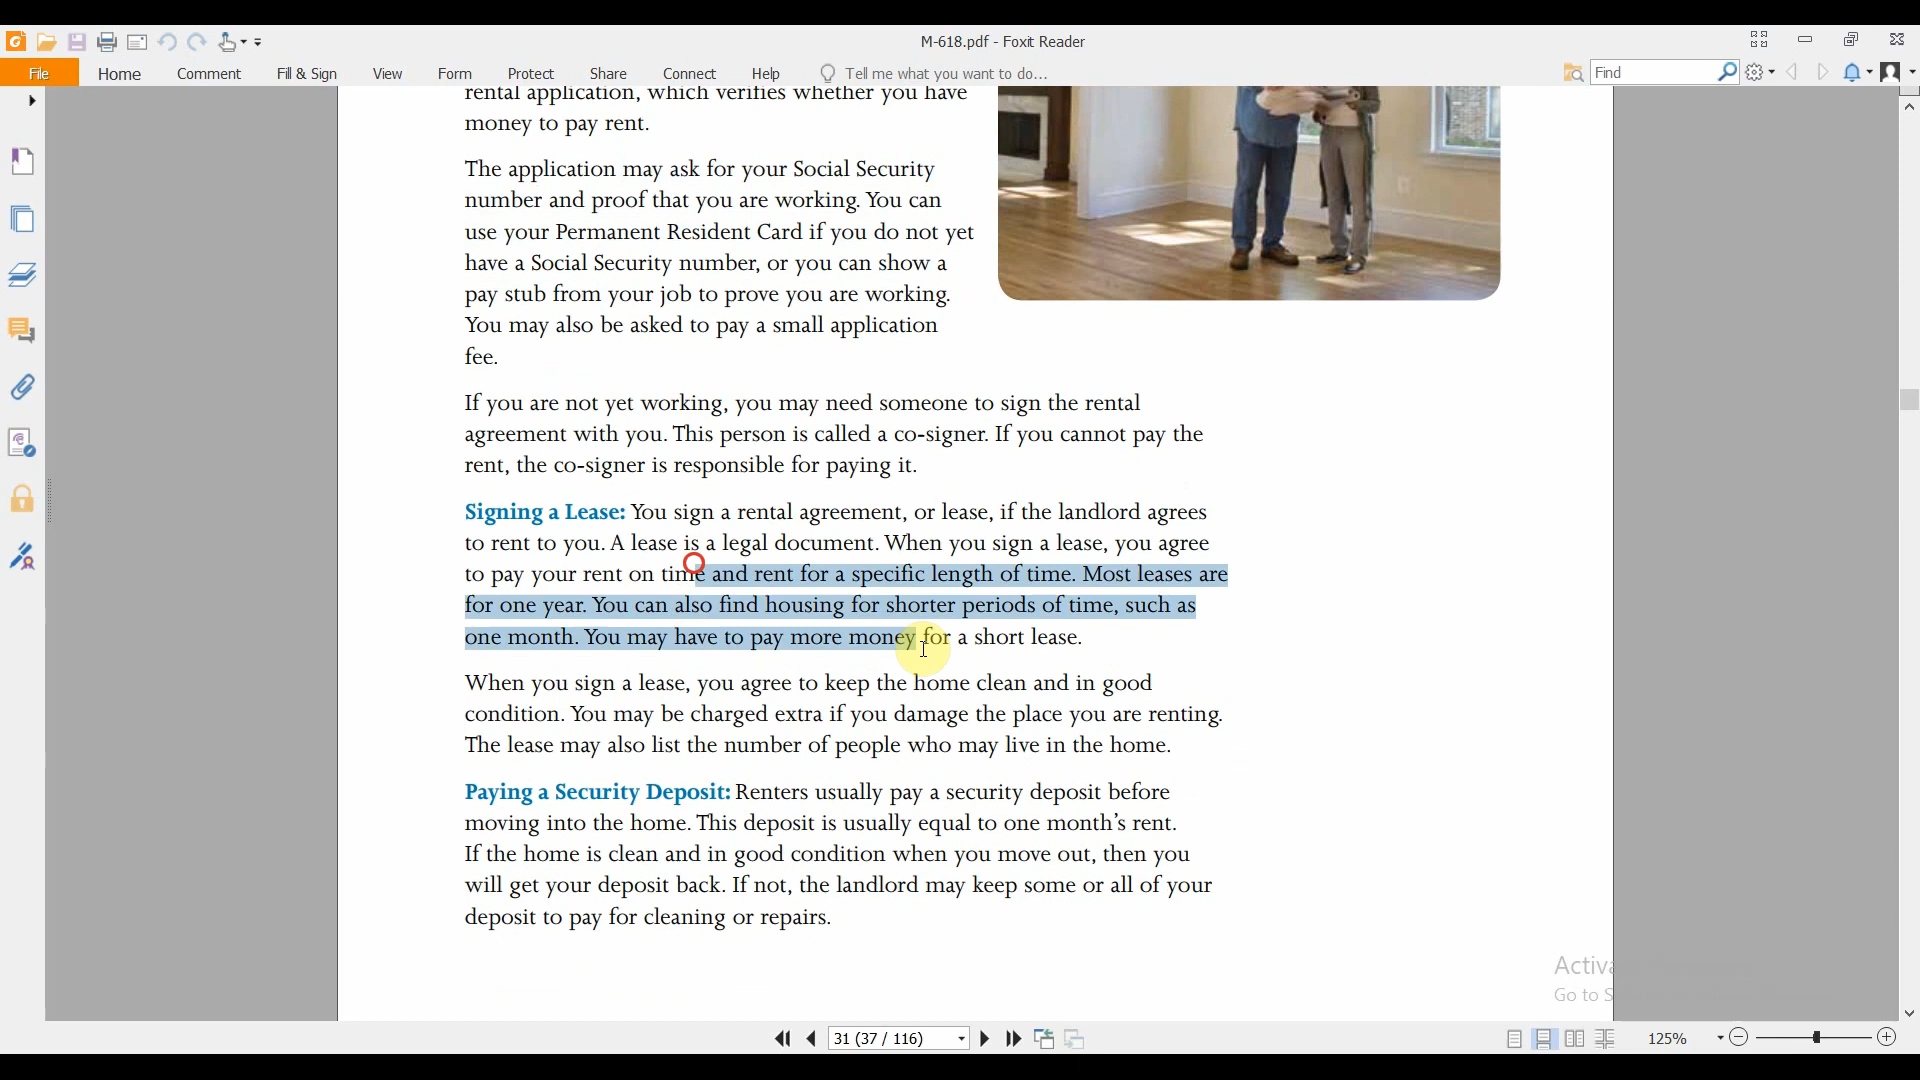 M-618.pdf - Foxit Reader
File Home Comment Fill & Sign View Form Protect Share Connect Help Tell me what you want to do... Find
rental application, which verifies whether you have
money to pay rent.
The application may ask for your Social Security
number and proof that you are working. You can
use your Permanent Resident Card if you do not yet
have a Social Security number, or you can show a
pay stub from your job to prove you are working.
You may also be asked to pay a small application
fee.
If you are not yet working, you may need someone to sign the rental
agreement with you. This person is called a co-signer. If you cannot pay the
rent, the co-signer is responsible for paying it.
Signing a Lease: You sign a rental agreement, or lease, if the landlord agrees
to rent to you. A lease is a legal document. When you sign a lease, you agree
to pay your rent on time and rent for a specific length of time. Most leases are
for one year. You can also find housing for shorter periods of time, such as
one month. You may have to pay more money for a short lease.
When you sign a lease, you agree to keep the home clean and in good
condition. You may be charged extra if you damage the place you are renting.
The lease may also list the number of people who may live in the home.
Paying a Security Deposit: Renters usually pay a security deposit before
moving into the home. This deposit is usually equal to one month’s rent.
If the home is clean and in good condition when you move out, then you
will get your deposit back. If not, the landlord may keep some or all of your
deposit to pay for cleaning or repairs.
Go to
31 (37 / 116) 125%